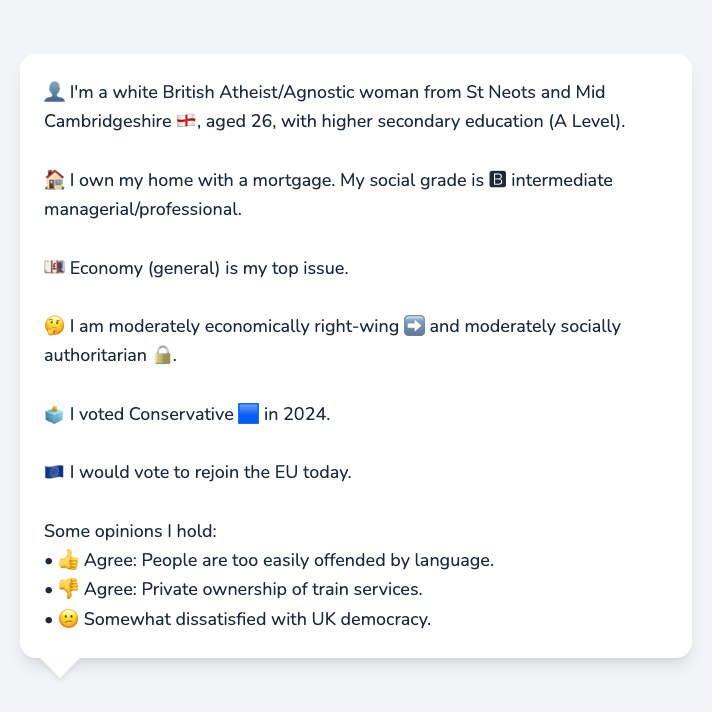 👤 I'm a white British Atheist/Agnostic woman from St Neots and Mid
Cambridgeshire 🏴󠁧󠁢󠁥󠁮󠁧󠁿, aged 26, with higher secondary education (A Level).
🏠 I own my home with a mortgage. My social grade is 🅱 intermediate
managerial/professional.
💷 Economy (general) is my top issue.
🤔 I am moderately economically right-wing ➡️ and moderately socially
authoritarian 🔒.
🗳️ I voted Conservative 🟦 in 2024.
🇪🇺 I would vote to rejoin the EU today.
Some opinions I hold:
• 👍 Agree: People are too easily offended by language.
• 👎 Agree: Private ownership of train services.
• 😕 Somewhat dissatisfied with UK democracy.